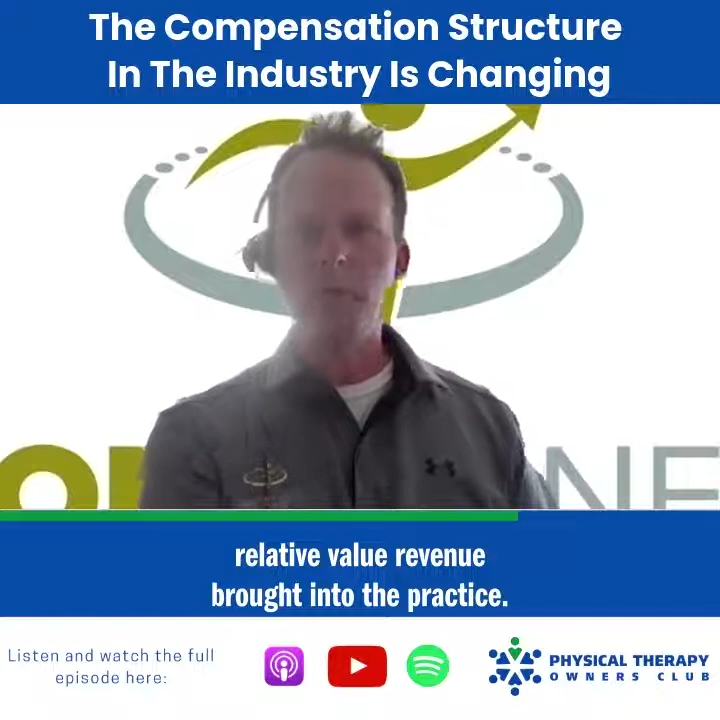 The Compensation Structure
In The Industry Is Changing
relative value revenue
brought into the practice.
Listen and watch the full
episode here:
PHYSICAL THERAPY
OWNERS CLUB